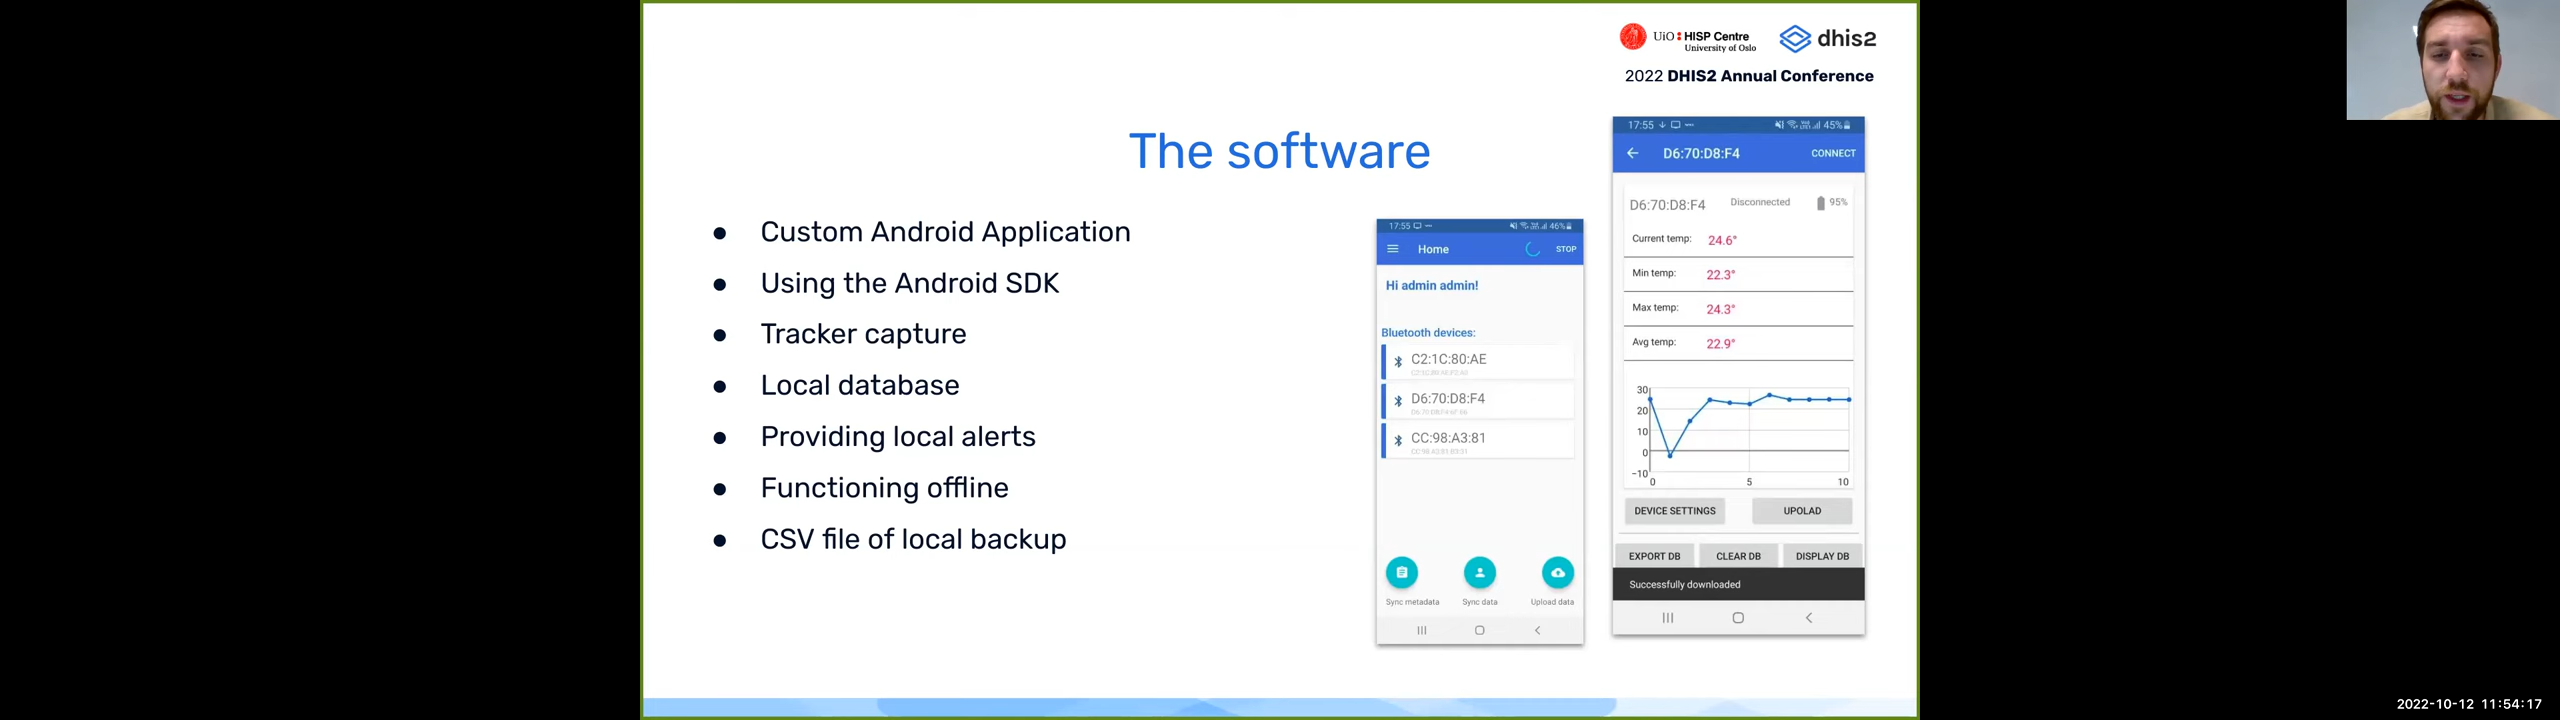 UiO HISP Centre
University of Oslo
dhis2
2022 DHIS2 Annual Conference
The software
● Custom Android Application
● Using the Android SDK
● Tracker capture
● Local database
● Providing local alerts
● Functioning offline
● CSV file of local backup
17:55 46%
Home STOP
Hi admin admin!
Bluetooth devices:
C2:1C:80:AE
D6:70:D8:F4
CC:98:A3:81
Sync metadata Sync data Upload data
17:55 45%
D6:70:D8:F4 CONNECT
D6:70:D8:F4 Disconnected 95%
Current temp: 24.6°
Min temp: 22.3°
Max temp: 24.3°
Avg temp: 22.9°
30
20
10
0
-10
0 5 10
DEVICE SETTINGS UPOLAD
EXPORT DB CLEAR DB DISPLAY DB
Successfully downloaded
2022-10-12 11:54:17